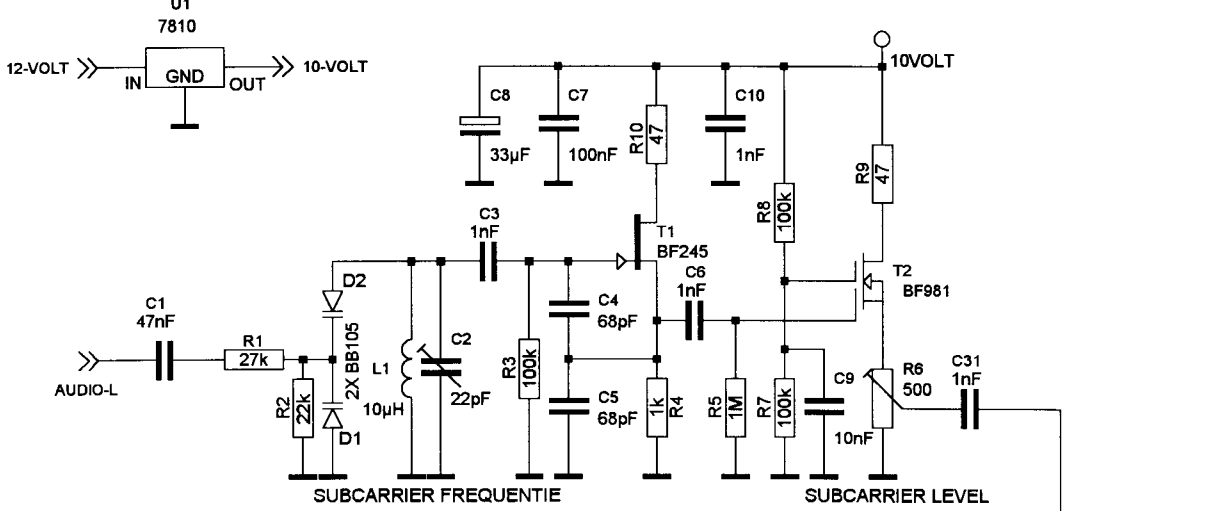 U1
7810
12-VOLT
IN
GND
OUT
10-VOLT
10VOLT
C8
33µF
C7
100nF
R10
47
C10
1nF
R8
100k
R9
47
C3
1nF
T1
BF245
C6
1nF
T2
BF981
C1
47nF
AUDIO-L
R1
27k
R2
22k
D2
2X BB105
D1
L1
10µH
C2
22pF
R3
100k
C4
68pF
C5
68pF
1k
R4
R5
1M
R7
100k
C9
10nF
R6
500
C31
1nF
SUBCARRIER FREQUENTIE
SUBCARRIER LEVEL